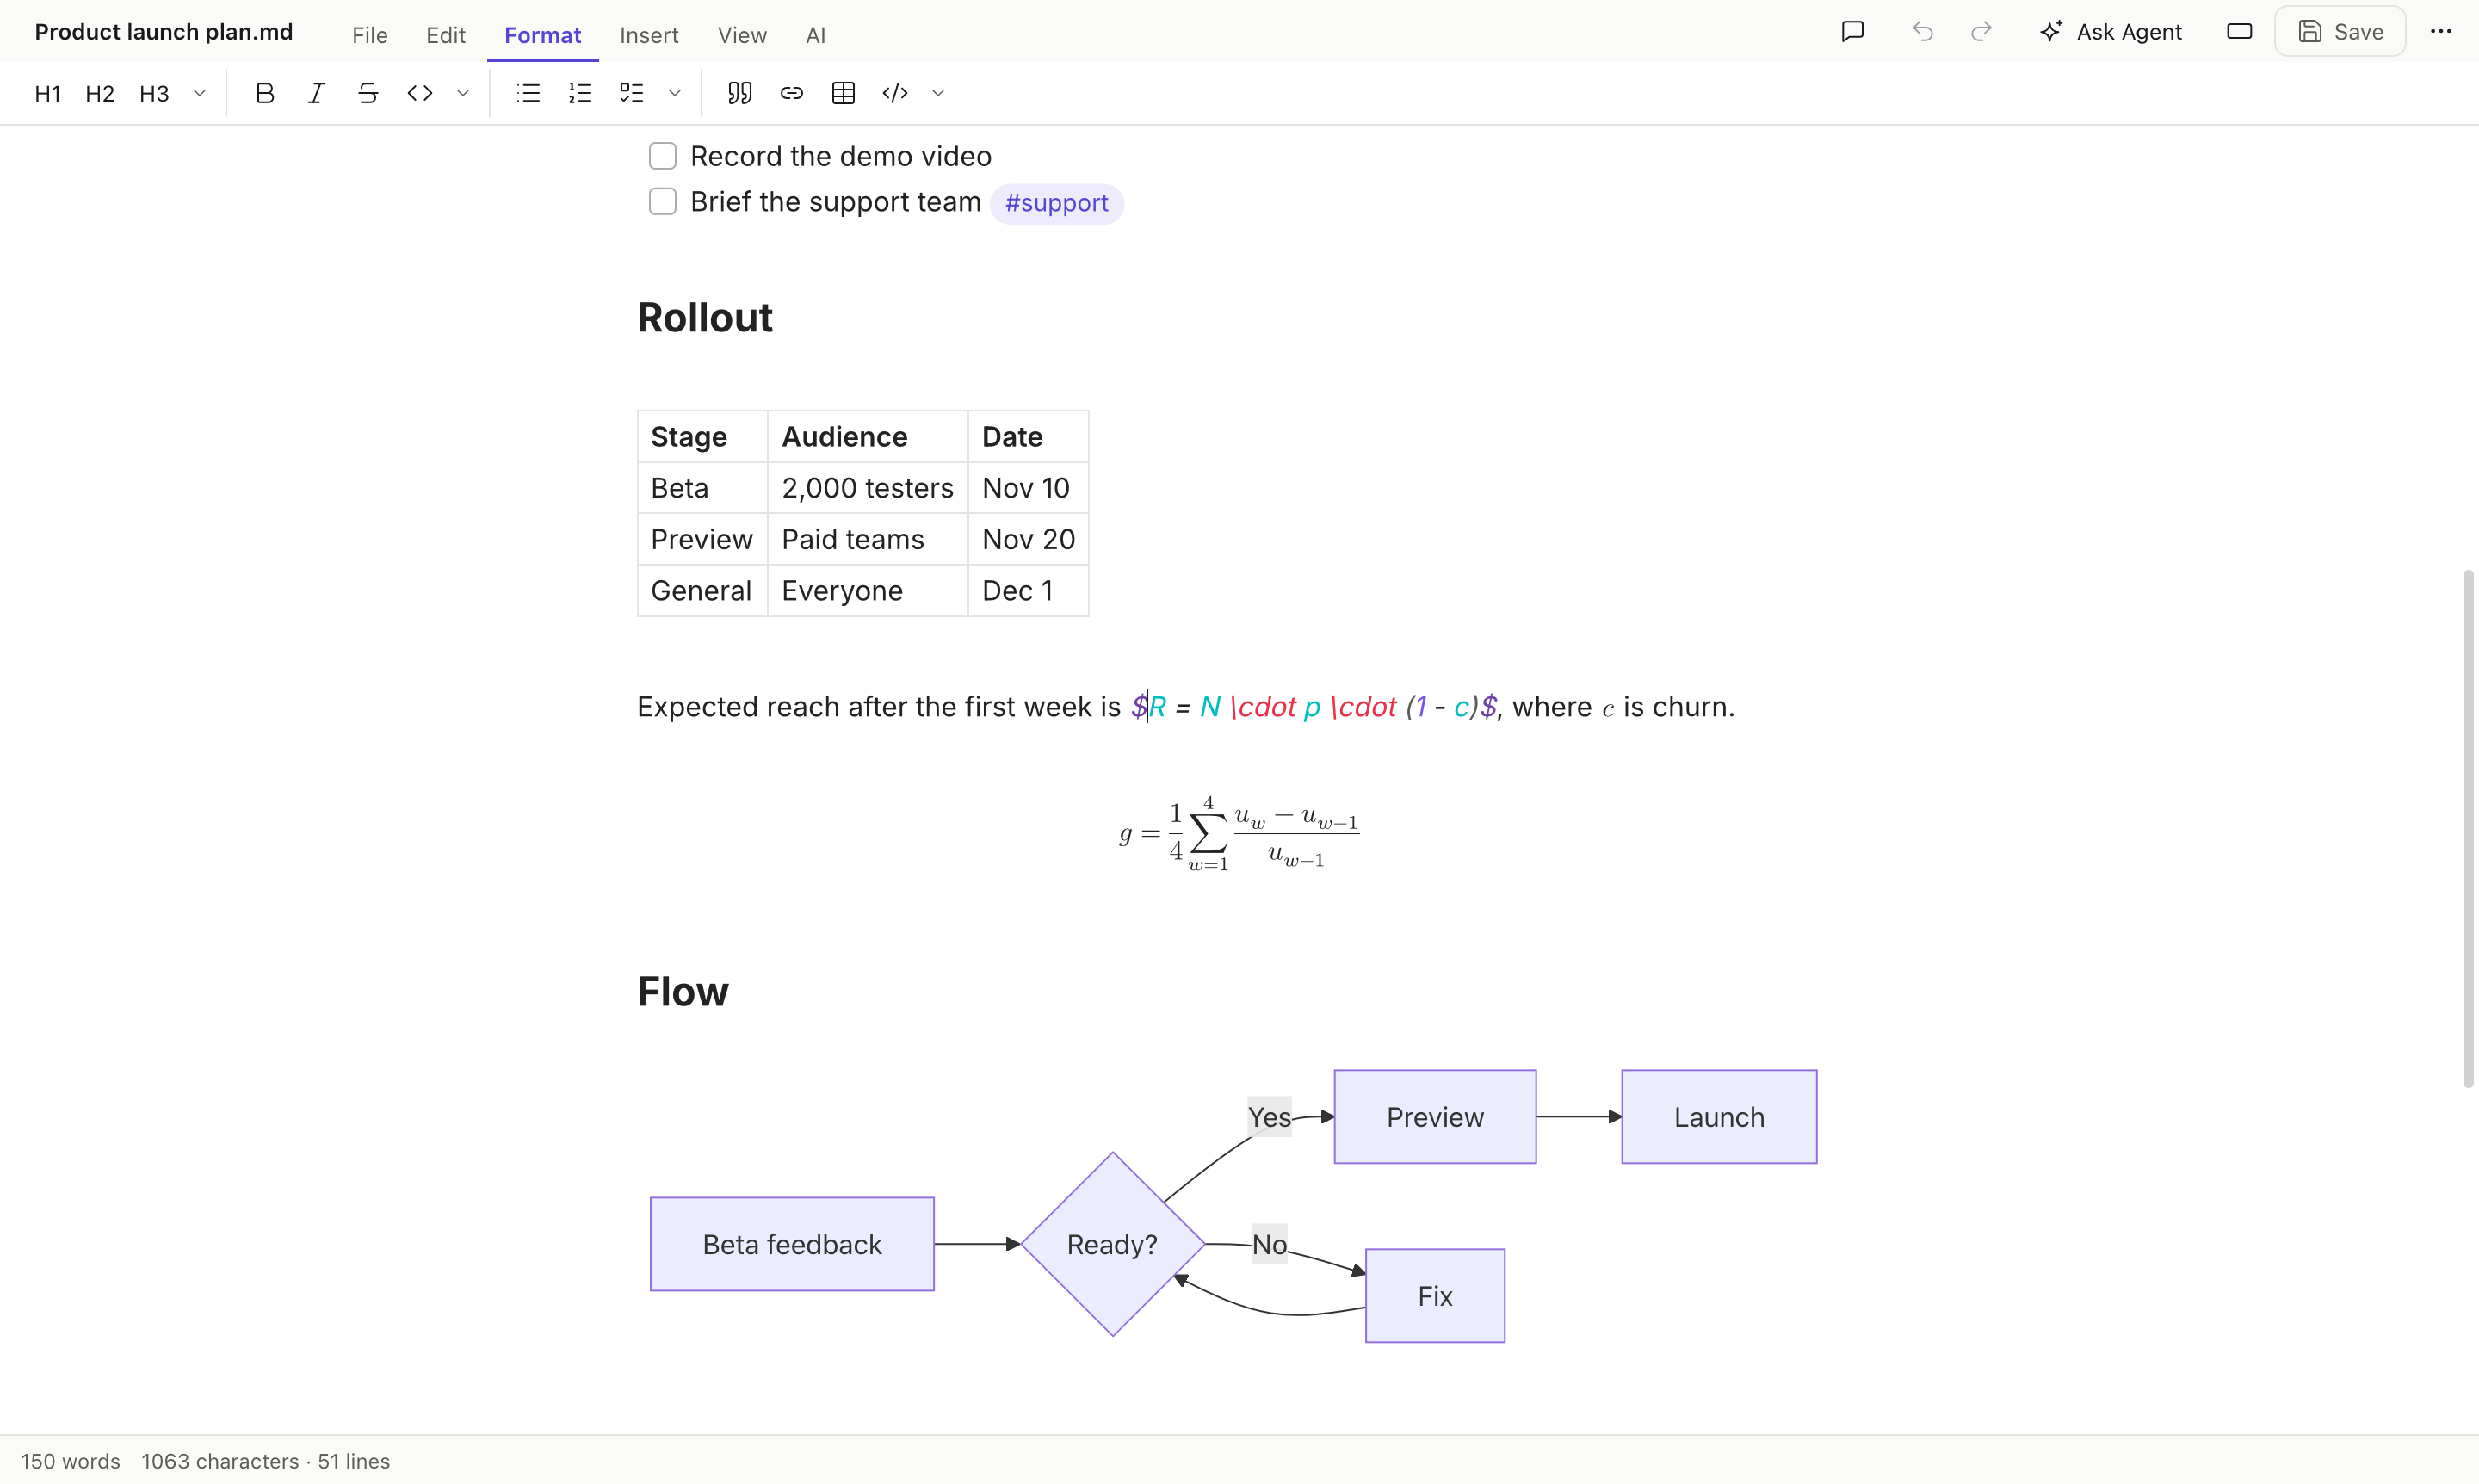 Product launch plan.md File Edit Format Insert View AI Ask Agent Save
H1 H2 H3
Record the demo video
Brief the support team #support
Rollout
Stage Audience Date
Beta 2,000 testers Nov 10
Preview Paid teams Nov 20
General Everyone Dec 1
Expected reach after the first week is $R = N \cdot p \cdot (1 - c)$, where c is churn.
g = \frac{1}{4} \sum_{w=1}^{4} \frac{u_w - u_{w-1}}{u_{w-1}}
Flow
Yes Preview Launch
Beta feedback Ready? No
Fix
150 words 1063 characters · 51 lines